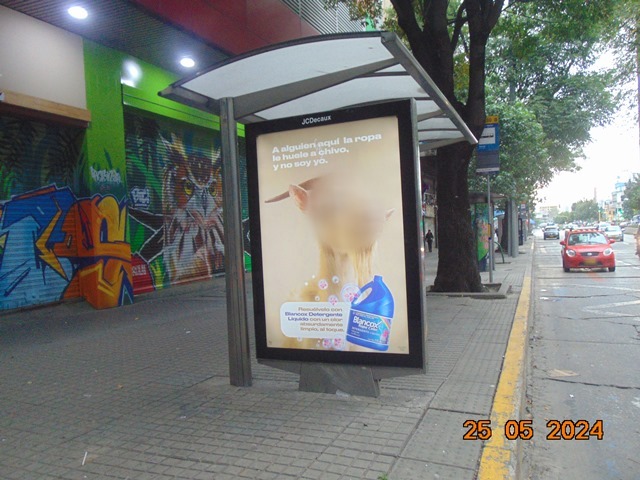 JCDecaux
A alguien aquí la ropa
le huele a chivo,
y no soy yo.
Blancox
Resuélvelo con
Blancox Detergente
Líquido con un olor
absurdamente
limpio, al toque.
25 05 2024